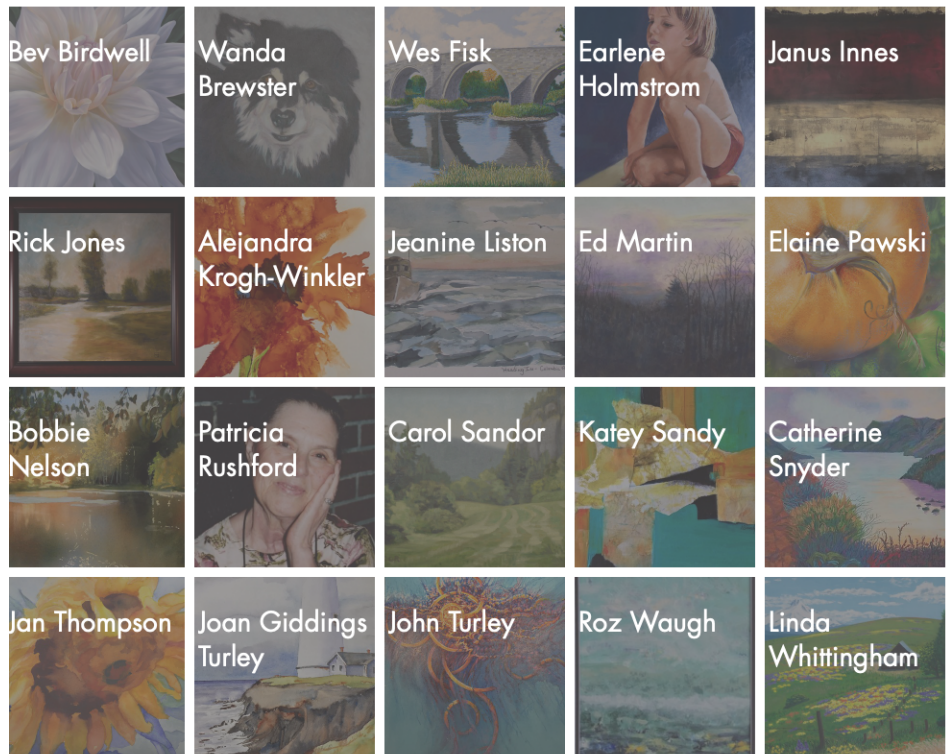 Bev Birdwell
Wanda
Brewster
Wes Fisk
Earlene
Holmstrom
Janus Innes
Rick Jones
Alejandra
Krogh-Winkler
Jeanine Liston
Ed Martin
Elaine Pawski
Bobbie
Nelson
Patricia
Rushford
Carol Sandor
Katey Sandy
Catherine
Snyder
Jan Thompson
Joan Giddings
Turley
John Turley
Roz Waugh
Linda
Whittingham